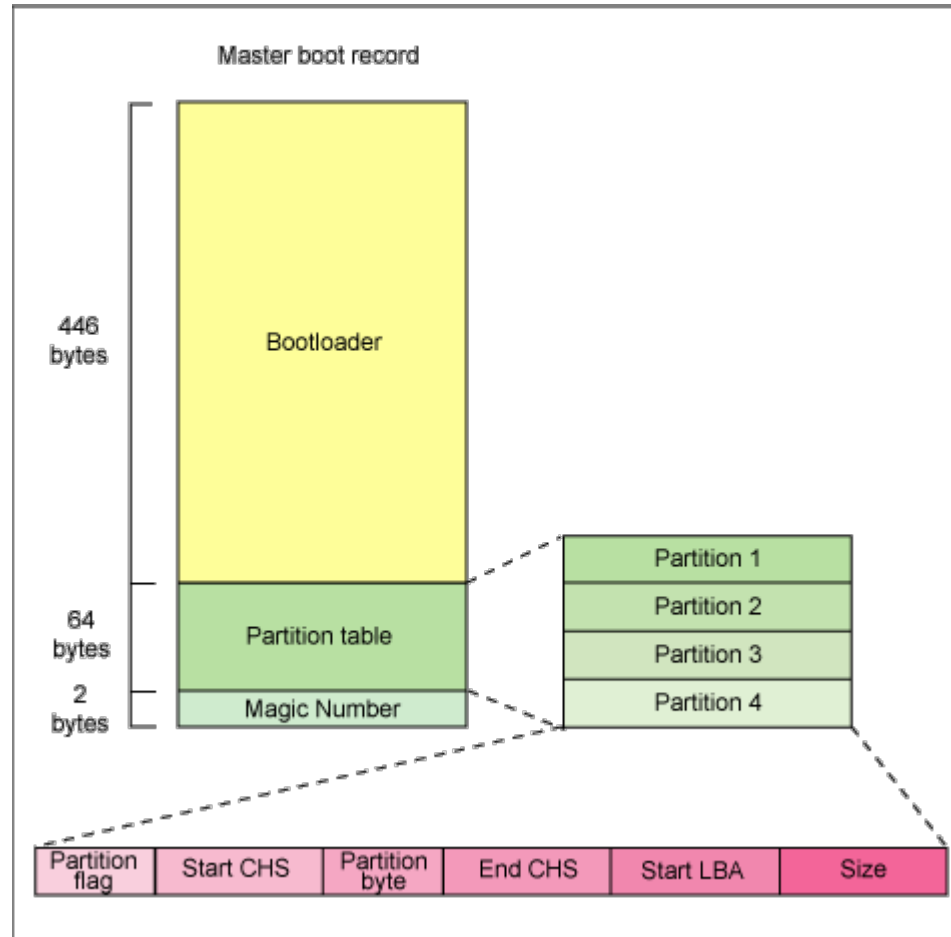 Master boot record
446
bytes
Bootloader
64
bytes
Partition table
2
bytes
Magic Number
Partition 1
Partition 2
Partition 3
Partition 4
Partition
flag
Start CHS
Partition
byte
End CHS
Start LBA
Size